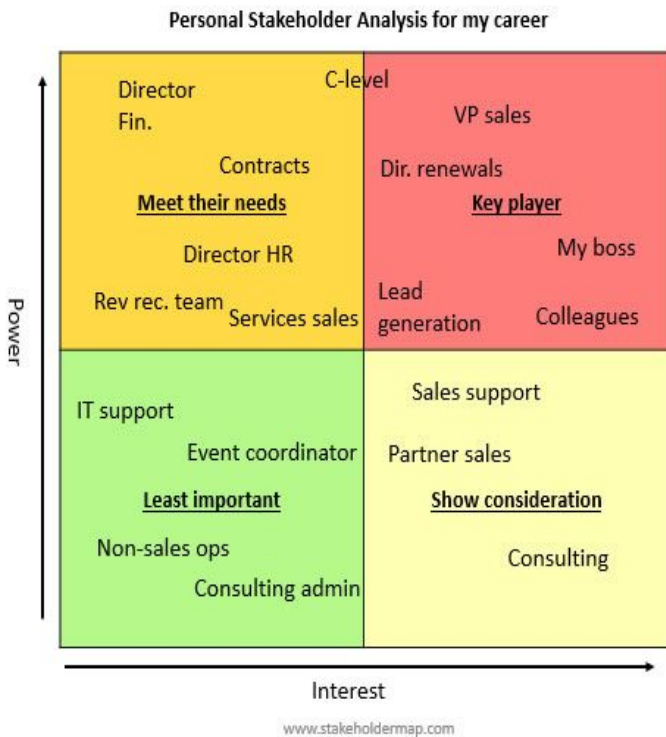 Personal Stakeholder Analysis for my career
C-level
Director
Fin.
VP sales
Contracts
Dir. renewals
Meet their needs
Key player
Director HR
My boss
Rev rec. team
Services sales
Lead
generation
Colleagues
Power
IT support
Sales support
Event coordinator
Partner sales
Least important
Show consideration
Non-sales ops
Consulting
Consulting admin
Interest
www.stakeholdermap.com